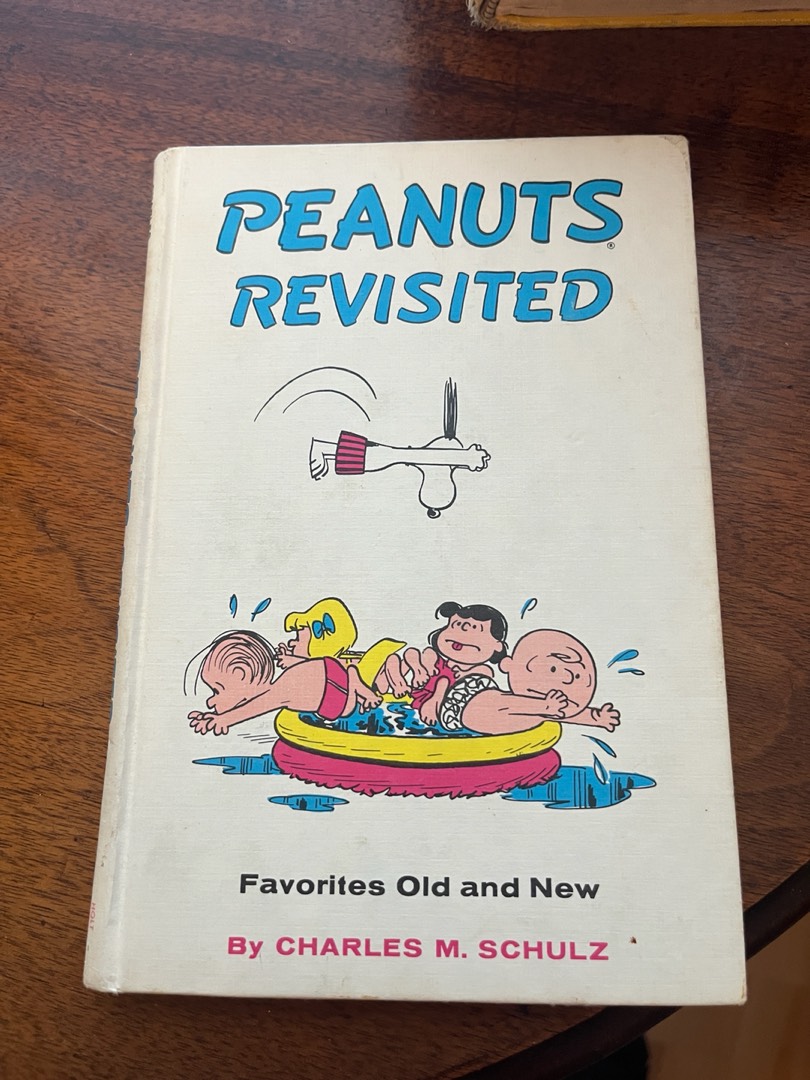 PEANUTS®
REVISITED
Favorites Old and New
By CHARLES M. SCHULZ